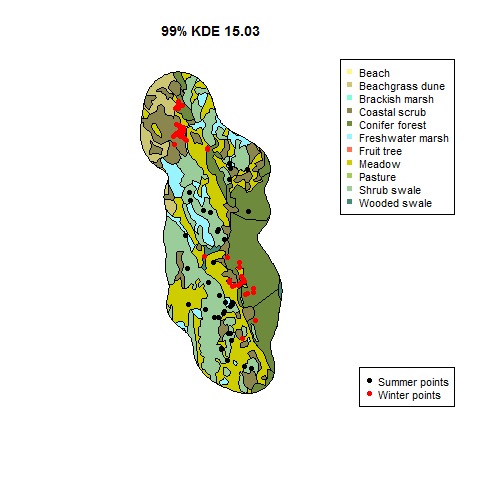 99% KDE 15.03
Beach
Beachgrass dune
Brackish marsh
Coastal scrub
Conifer forest
Freshwater marsh
Fruit tree
Meadow
Pasture
Shrub swale
Wooded swale
Summer points
Winter points